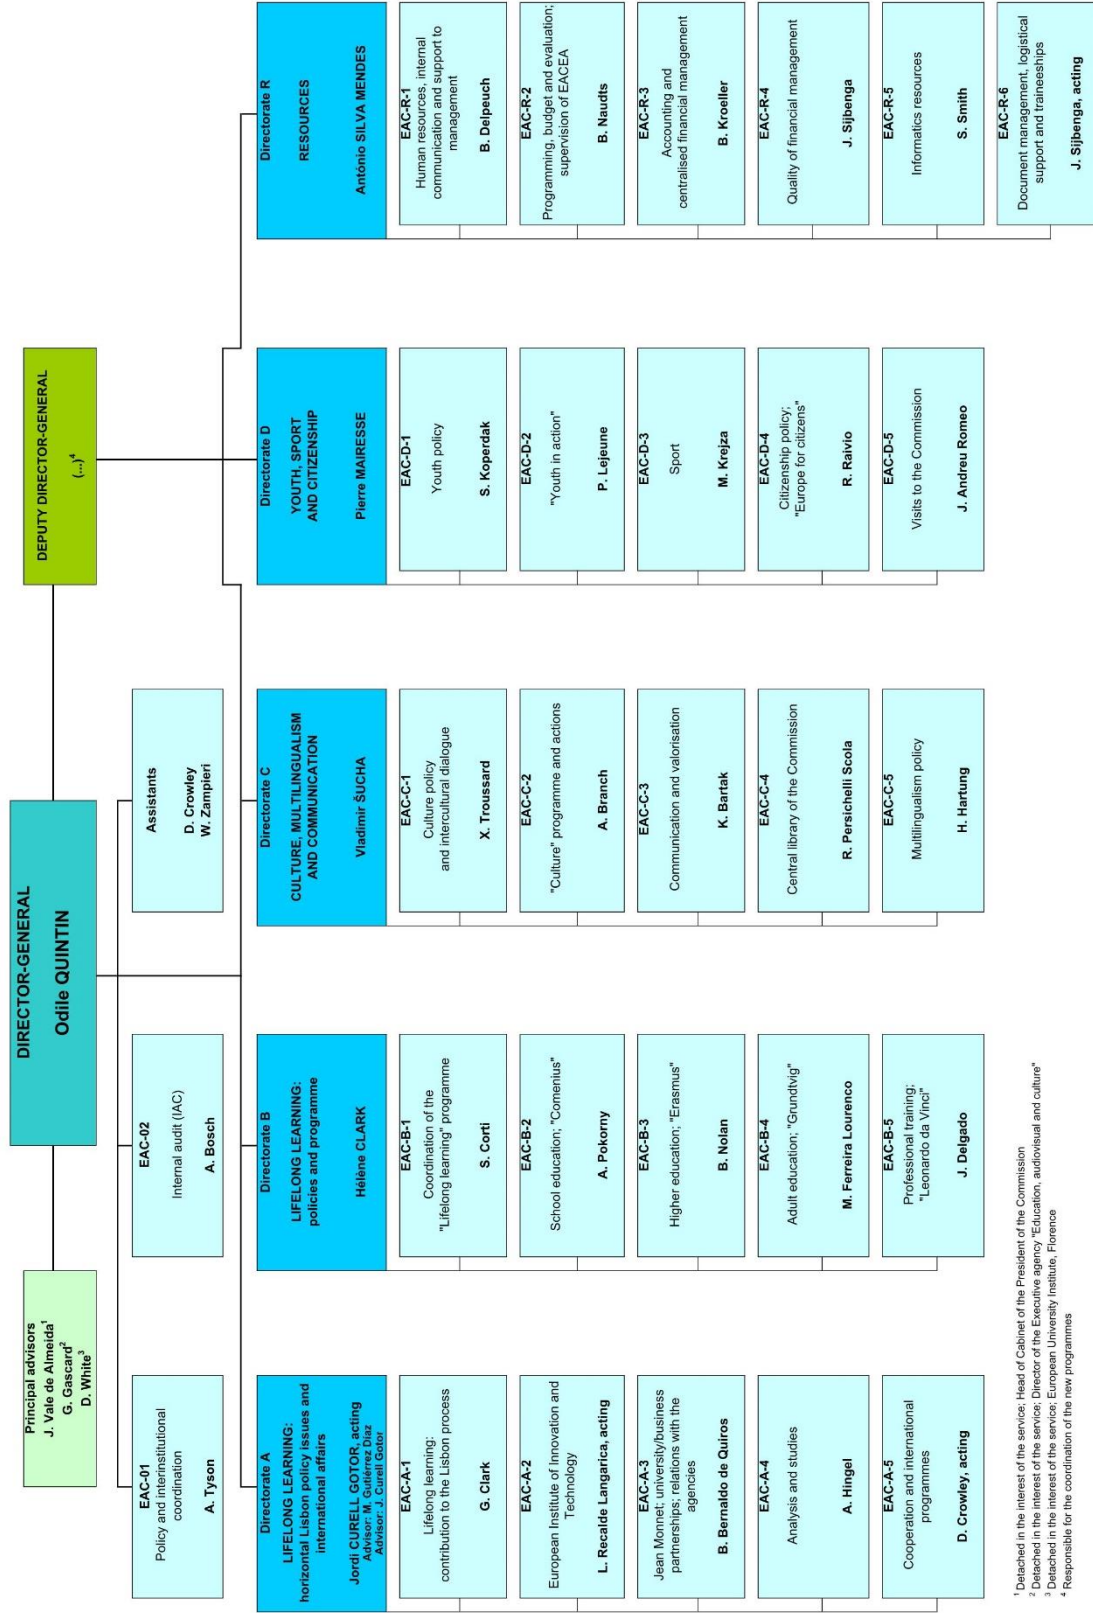 DIRECTOR-GENERAL
Odile QUINTIN
DEPUTY DIRECTOR-GENERAL
(...)⁴
Principal advisors
J. Vale de Almeida¹
G. Gascard²
D. White³
EAC-01
Policy and interinstitutional
coordination
A. Tyson
EAC-02
Internal audit (IAC)
A. Bosch
Assistants
D. Crowley
W. Zampieri
Directorate A
LIFELONG LEARNING:
horizontal Lisbon policy issues and
international affairs
Jordi CURELL GOTOR, acting
Advisor: M. Gutiérrez Díaz
Advisor: J. Curell Gotor
EAC-A-1
Lifelong learning:
contribution to the Lisbon process
G. Clark
EAC-A-2
European Institute of Innovation and
Technology
L. Recalde Langarica, acting
EAC-A-3
Jean Monnet; university/business
partnerships; relations with the
agencies
B. Bernaldo de Quiros
EAC-A-4
Analysis and studies
A. Hingel
EAC-A-5
Cooperation and international
programmes
D. Crowley, acting
Directorate B
LIFELONG LEARNING:
policies and programme
Hélène CLARK
EAC-B-1
Coordination of the
"Lifelong learning" programme
S. Corti
EAC-B-2
School education; "Comenius"
A. Pokorny
EAC-B-3
Higher education; "Erasmus"
B. Nolan
EAC-B-4
Adult education; "Grundtvig"
M. Ferreira Lourenco
EAC-B-5
Professional training;
"Leonardo da Vinci"
J. Delgado
Directorate C
CULTURE, MULTILINGUALISM
AND COMMUNICATION
Vladimir ŠUCHA
EAC-C-1
Culture policy
and intercultural dialogue
X. Troussard
EAC-C-2
"Culture" programme and actions
A. Branch
EAC-C-3
Communication and valorisation
K. Bartak
EAC-C-4
Central library of the Commission
R. Persichelli Scola
EAC-C-5
Multilingualism policy
H. Hartung
Directorate D
YOUTH, SPORT
AND CITIZENSHIP
Pierre MAIRESSE
EAC-D-1
Youth policy
S. Koperdak
EAC-D-2
"Youth in action"
P. Lejeune
EAC-D-3
Sport
M. Krejza
EAC-D-4
Citizenship policy;
"Europe for citizens"
R. Raivio
EAC-D-5
Visits to the Commission
J. Andreu Romeo
Directorate R
RESOURCES
António SILVA MENDES
EAC-R-1
Human resources, internal
communication and support to
management
B. Delpeuch
EAC-R-2
Programming, budget and evaluation;
supervision of EACEA
B. Naudts
EAC-R-3
Accounting and
centralised financial management
B. Kroeller
EAC-R-4
Quality of financial management
J. Sijbenga
EAC-R-5
Informatics resources
S. Smith
EAC-R-6
Document management, logistical
support and traineeships
J. Sijbenga, acting
¹ Detached in the interest of the service; Head of Cabinet of the President of the Commission
² Detached in the interest of the service; Director of the Executive agency "Education, audiovisual and culture"
³ Detached in the interest of the service; European University Institute, Florence
⁴ Responsible for the coordination of the new programmes